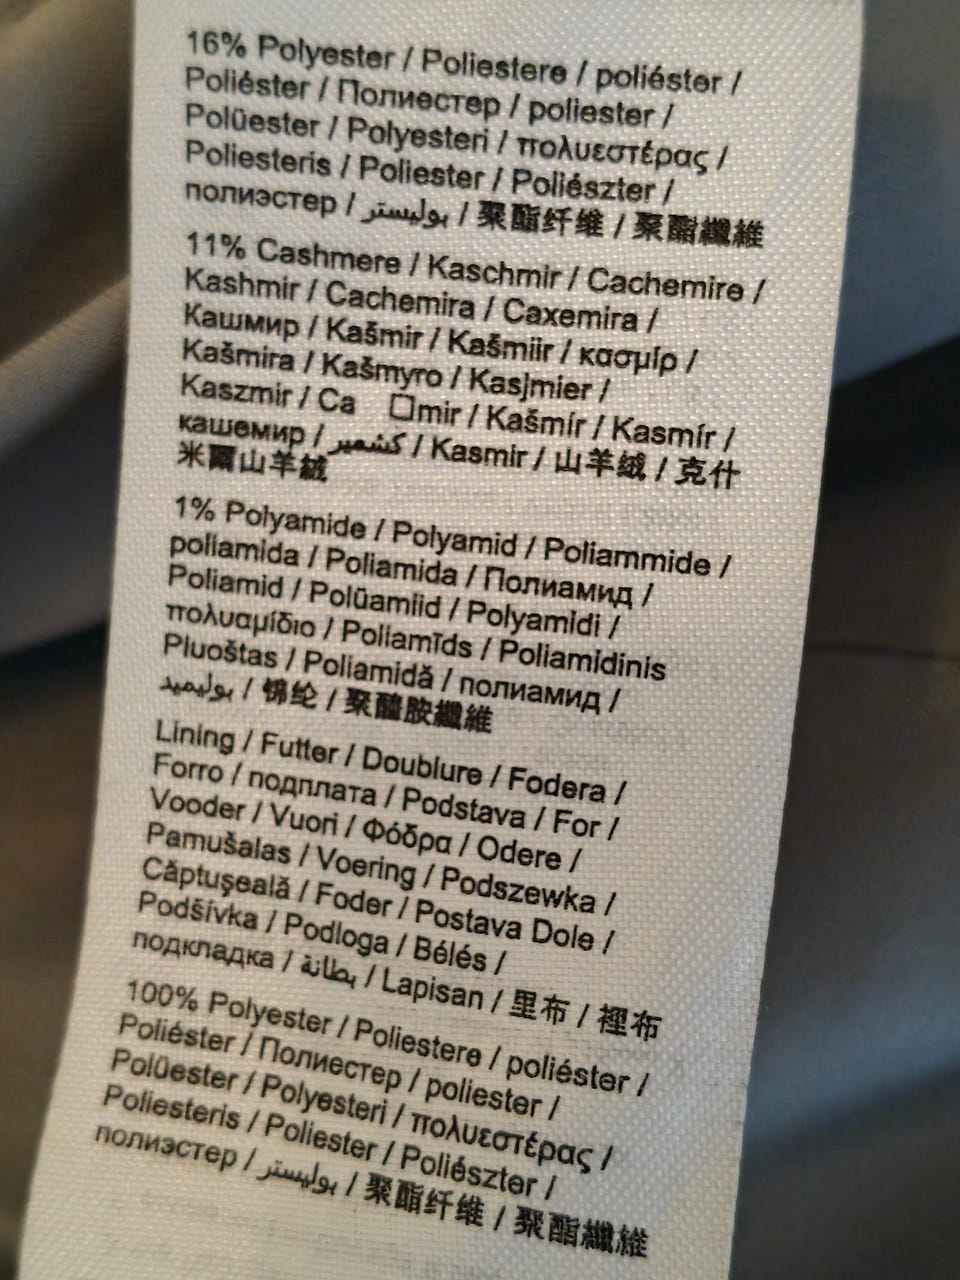 16% Polyester / Poliestere / poliéster /
Poliéster / Полиестер / poliester /
Polüester / Polyesteri / πολυεστέρας /
Poliesteris / Poliester / Poliészter /
полиэстер / بوليستر / 聚酯纤维 / 聚酯纖維
11% Cashmere / Kaschmir / Cachemire /
Kashmir / Cachemira / Caxemira /
Кашмир / Kašmir / Kašmiir / κασμίρ /
Kašmira / Kašmyro / Kasjmier /
Kaszmir / Ca □mir / Kašmír / Kasmír /
кашемир / كشمير / Kasmir / 山羊绒 / 克什
米爾山羊絨
1% Polyamide / Polyamid / Poliammide /
poliamida / Poliamida / Полиамид /
Poliamid / Polüamiid / Polyamidi /
πολυαμίδιο / Poliamīds / Poliamidinis
Pluoštas / Poliamidă / полиамид /
بوليميد / 锦纶 / 聚醯胺纖維
Lining / Futter / Doublure / Fodera /
Forro / подплата / Podstava / For /
Vooder / Vuori / Φόδρα / Odere /
Pamušalas / Voering / Podszewka /
Căptuşeală / Foder / Postava Dole /
Podšívka / Podloga / Bélés /
подкладка / بطانة / Lapisan / 里布 / 裡布
100% Polyester / Poliestere / poliéster /
Poliéster / Полиестер / poliester /
Polüester / Polyesteri / πολυεστέρας /
Poliesteris / Poliester / Poliészter /
полиэстер / بوليستر / 聚酯纤维 / 聚酯纖維